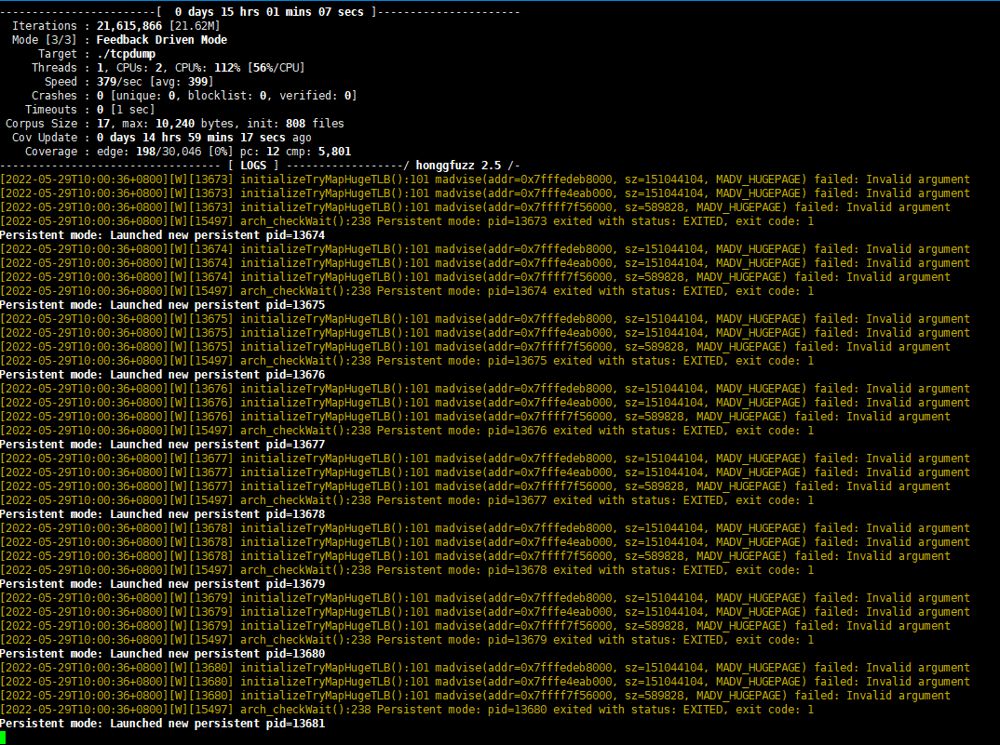 ------------------------[  0 days 15 hrs 01 mins 07 secs ]----------------------
  Iterations : 21,615,866 [21.62M]
  Mode [3/3] : Feedback Driven Mode
      Target : ./tcpdump
     Threads : 1, CPUs: 2, CPU%: 112% [56%/CPU]
       Speed : 379/sec [avg: 399]
     Crashes : 0 [unique: 0, blocklist: 0, verified: 0]
    Timeouts : 0 [1 sec]
 Corpus Size : 17, max: 10,240 bytes, init: 808 files
  Cov Update : 0 days 14 hrs 59 mins 17 secs ago
    Coverage : edge: 198/30,046 [0%] pc: 12 cmp: 5,801
---------------------------------- [ LOGS ] ------------------/ honggfuzz 2.5 /-
[2022-05-29T10:00:36+0800][W][13673] initializeTryMapHugeTLB():101 madvise(addr=0x7fffedeb8000, sz=151044104, MADV_HUGEPAGE) failed: Invalid argument
[2022-05-29T10:00:36+0800][W][13673] initializeTryMapHugeTLB():101 madvise(addr=0x7fffe4eab000, sz=151044104, MADV_HUGEPAGE) failed: Invalid argument
[2022-05-29T10:00:36+0800][W][13673] initializeTryMapHugeTLB():101 madvise(addr=0x7ffff7f56000, sz=589828, MADV_HUGEPAGE) failed: Invalid argument
[2022-05-29T10:00:36+0800][W][15497] arch_checkWait():238 Persistent mode: pid=13673 exited with status: EXITED, exit code: 1
Persistent mode: Launched new persistent pid=13674
[2022-05-29T10:00:36+0800][W][13674] initializeTryMapHugeTLB():101 madvise(addr=0x7fffedeb8000, sz=151044104, MADV_HUGEPAGE) failed: Invalid argument
[2022-05-29T10:00:36+0800][W][13674] initializeTryMapHugeTLB():101 madvise(addr=0x7fffe4eab000, sz=151044104, MADV_HUGEPAGE) failed: Invalid argument
[2022-05-29T10:00:36+0800][W][13674] initializeTryMapHugeTLB():101 madvise(addr=0x7ffff7f56000, sz=589828, MADV_HUGEPAGE) failed: Invalid argument
[2022-05-29T10:00:36+0800][W][15497] arch_checkWait():238 Persistent mode: pid=13674 exited with status: EXITED, exit code: 1
Persistent mode: Launched new persistent pid=13675
[2022-05-29T10:00:36+0800][W][13675] initializeTryMapHugeTLB():101 madvise(addr=0x7fffedeb8000, sz=151044104, MADV_HUGEPAGE) failed: Invalid argument
[2022-05-29T10:00:36+0800][W][13675] initializeTryMapHugeTLB():101 madvise(addr=0x7fffe4eab000, sz=151044104, MADV_HUGEPAGE) failed: Invalid argument
[2022-05-29T10:00:36+0800][W][13675] initializeTryMapHugeTLB():101 madvise(addr=0x7ffff7f56000, sz=589828, MADV_HUGEPAGE) failed: Invalid argument
[2022-05-29T10:00:36+0800][W][15497] arch_checkWait():238 Persistent mode: pid=13675 exited with status: EXITED, exit code: 1
Persistent mode: Launched new persistent pid=13676
[2022-05-29T10:00:36+0800][W][13676] initializeTryMapHugeTLB():101 madvise(addr=0x7fffedeb8000, sz=151044104, MADV_HUGEPAGE) failed: Invalid argument
[2022-05-29T10:00:36+0800][W][13676] initializeTryMapHugeTLB():101 madvise(addr=0x7fffe4eab000, sz=151044104, MADV_HUGEPAGE) failed: Invalid argument
[2022-05-29T10:00:36+0800][W][13676] initializeTryMapHugeTLB():101 madvise(addr=0x7ffff7f56000, sz=589828, MADV_HUGEPAGE) failed: Invalid argument
[2022-05-29T10:00:36+0800][W][15497] arch_checkWait():238 Persistent mode: pid=13676 exited with status: EXITED, exit code: 1
Persistent mode: Launched new persistent pid=13677
[2022-05-29T10:00:36+0800][W][13677] initializeTryMapHugeTLB():101 madvise(addr=0x7fffedeb8000, sz=151044104, MADV_HUGEPAGE) failed: Invalid argument
[2022-05-29T10:00:36+0800][W][13677] initializeTryMapHugeTLB():101 madvise(addr=0x7fffe4eab000, sz=151044104, MADV_HUGEPAGE) failed: Invalid argument
[2022-05-29T10:00:36+0800][W][13677] initializeTryMapHugeTLB():101 madvise(addr=0x7ffff7f56000, sz=589828, MADV_HUGEPAGE) failed: Invalid argument
[2022-05-29T10:00:36+0800][W][15497] arch_checkWait():238 Persistent mode: pid=13677 exited with status: EXITED, exit code: 1
Persistent mode: Launched new persistent pid=13678
[2022-05-29T10:00:36+0800][W][13678] initializeTryMapHugeTLB():101 madvise(addr=0x7fffedeb8000, sz=151044104, MADV_HUGEPAGE) failed: Invalid argument
[2022-05-29T10:00:36+0800][W][13678] initializeTryMapHugeTLB():101 madvise(addr=0x7fffe4eab000, sz=151044104, MADV_HUGEPAGE) failed: Invalid argument
[2022-05-29T10:00:36+0800][W][13678] initializeTryMapHugeTLB():101 madvise(addr=0x7ffff7f56000, sz=589828, MADV_HUGEPAGE) failed: Invalid argument
[2022-05-29T10:00:36+0800][W][15497] arch_checkWait():238 Persistent mode: pid=13678 exited with status: EXITED, exit code: 1
Persistent mode: Launched new persistent pid=13679
[2022-05-29T10:00:36+0800][W][13679] initializeTryMapHugeTLB():101 madvise(addr=0x7fffedeb8000, sz=151044104, MADV_HUGEPAGE) failed: Invalid argument
[2022-05-29T10:00:36+0800][W][13679] initializeTryMapHugeTLB():101 madvise(addr=0x7fffe4eab000, sz=151044104, MADV_HUGEPAGE) failed: Invalid argument
[2022-05-29T10:00:36+0800][W][13679] initializeTryMapHugeTLB():101 madvise(addr=0x7ffff7f56000, sz=589828, MADV_HUGEPAGE) failed: Invalid argument
[2022-05-29T10:00:36+0800][W][15497] arch_checkWait():238 Persistent mode: pid=13679 exited with status: EXITED, exit code: 1
Persistent mode: Launched new persistent pid=13680
[2022-05-29T10:00:36+0800][W][13680] initializeTryMapHugeTLB():101 madvise(addr=0x7fffedeb8000, sz=151044104, MADV_HUGEPAGE) failed: Invalid argument
[2022-05-29T10:00:36+0800][W][13680] initializeTryMapHugeTLB():101 madvise(addr=0x7fffe4eab000, sz=151044104, MADV_HUGEPAGE) failed: Invalid argument
[2022-05-29T10:00:36+0800][W][13680] initializeTryMapHugeTLB():101 madvise(addr=0x7ffff7f56000, sz=589828, MADV_HUGEPAGE) failed: Invalid argument
[2022-05-29T10:00:36+0800][W][15497] arch_checkWait():238 Persistent mode: pid=13680 exited with status: EXITED, exit code: 1
Persistent mode: Launched new persistent pid=13681